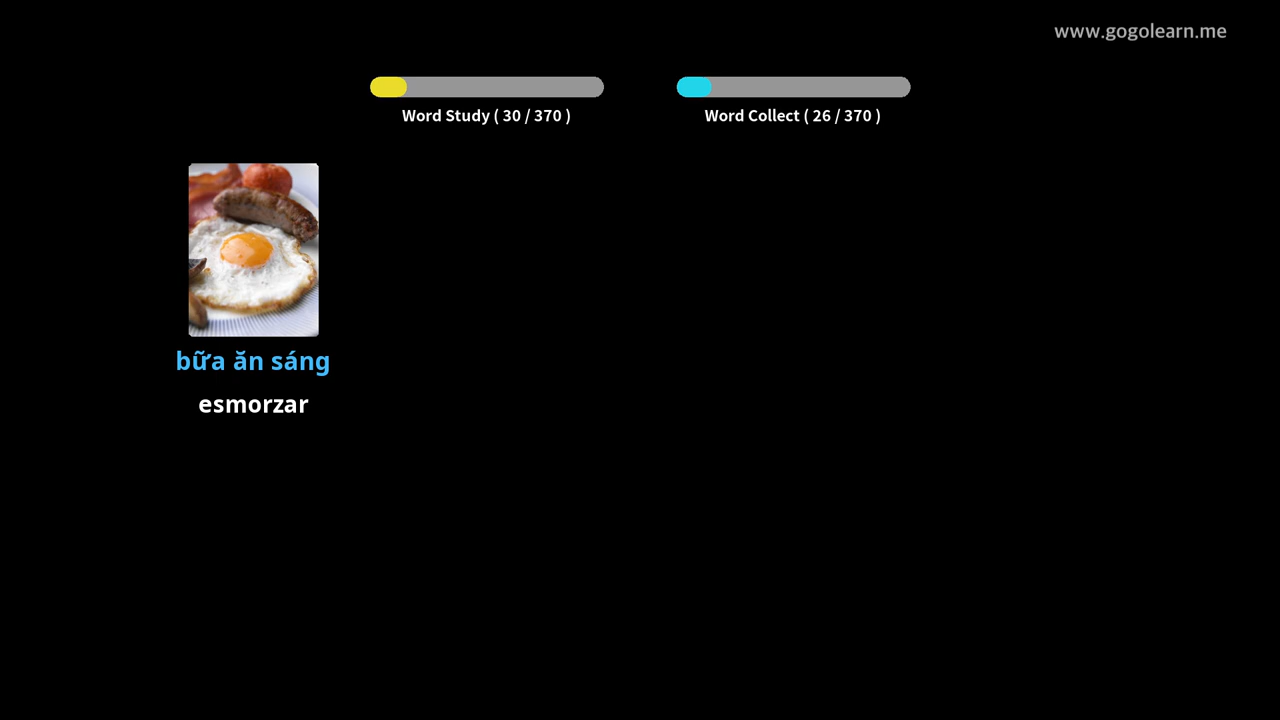 www.gogolearn.me
Word Study ( 30 / 370 )
Word Collect ( 26 / 370 )
bữa ăn sáng
esmorzar